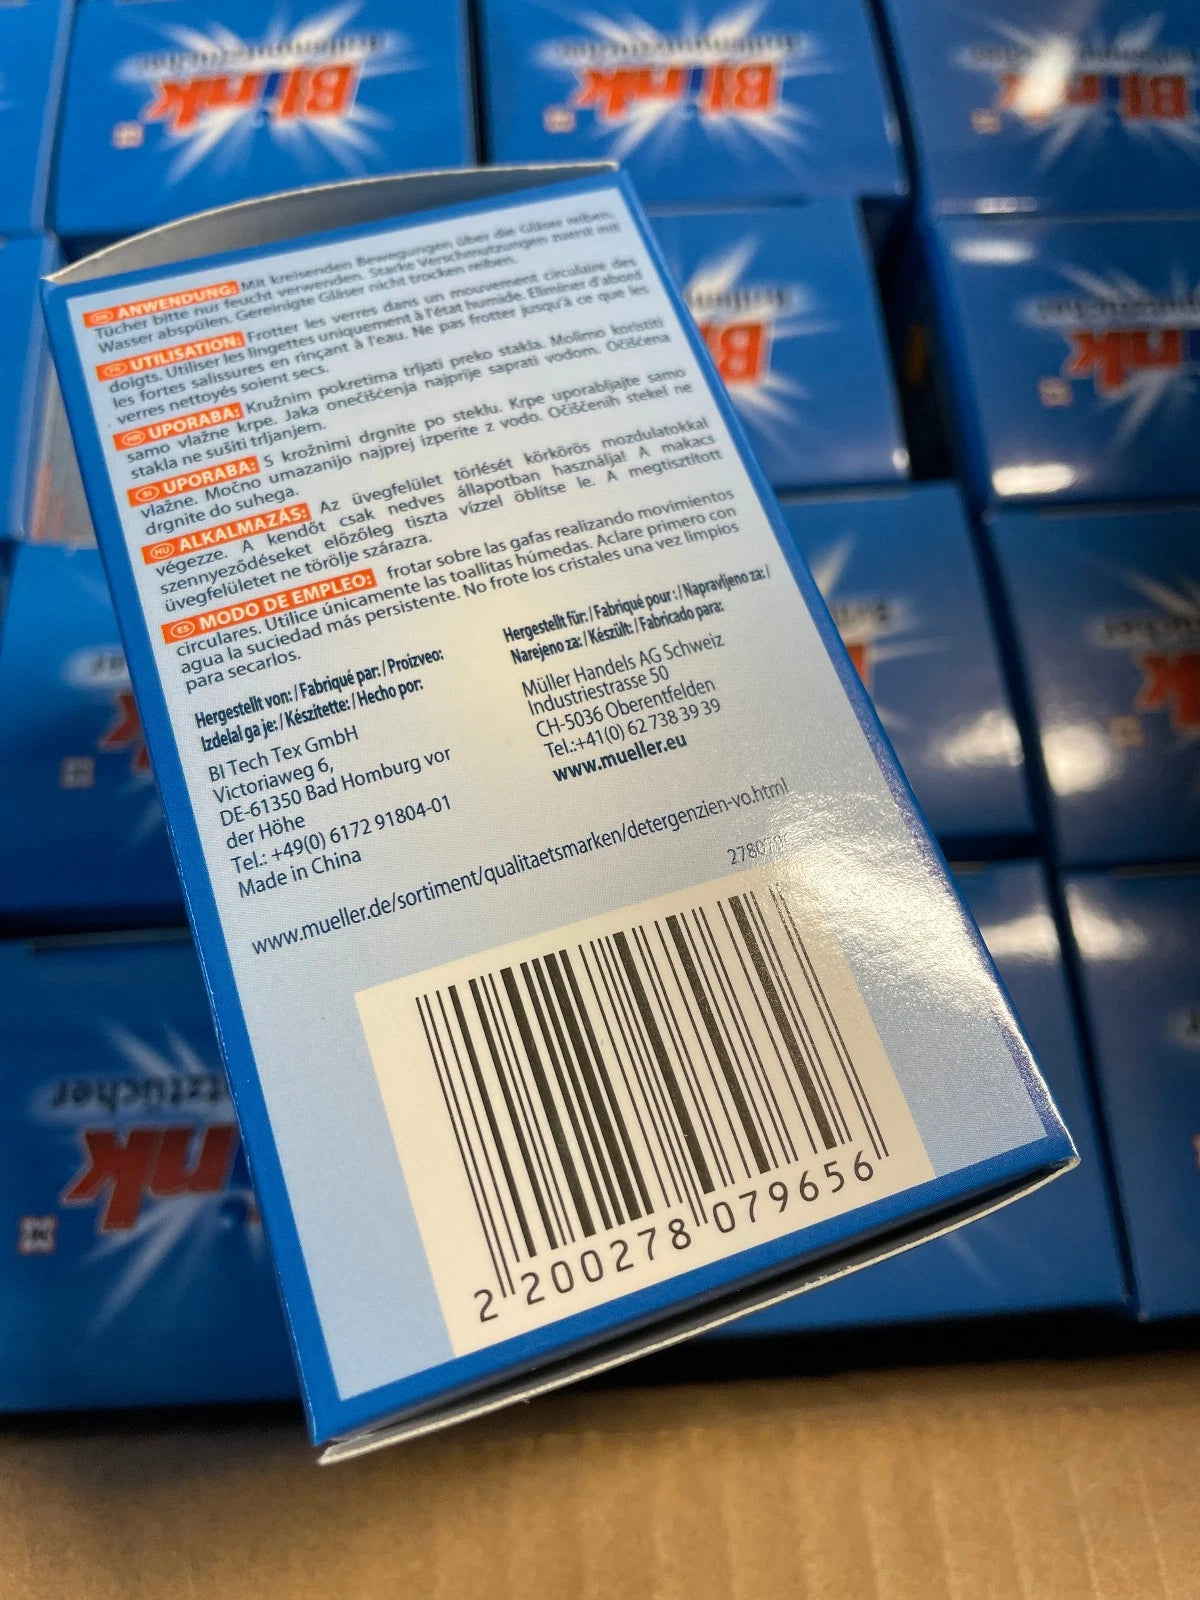 DE ANWENDUNG: Mit kreisenden Bewegungen über die Gläser reiben.
Tücher bitte nur feucht verwenden. Starke Verschmutzungen zuerst mit
Wasser abspülen. Gereinigte Gläser nicht trocken reiben.
FR UTILISATION: Frotter les verres dans un mouvement circulaire des
doigts. Utiliser les lingettes uniquement à l'état humide. Eliminer d'abord
les fortes salissures en rinçant à l'eau. Ne pas frotter jusqu'à ce que les
verres nettoyés soient secs.
HR UPORABA: Kružnim pokretima trljati preko stakla. Molimo koristiti
samo vlažne krpe. Jaka onečišćenja najprije saprati vodom. Očišćena
stakla ne sušiti trljanjem.
SI UPORABA: S krožnimi drgnite po steklu. Krpe uporabljajte samo
vlažne. Močno umazanijo najprej izperite z vodo. Očiščenih stekel ne
drgnite do suhega.
HU ALKALMAZÁS: Az üvegfelület törlését körkörös mozdulatokkal
végezze. A kendőt csak nedves állapotban használja! A makacs
szennyeződéseket előzőleg tiszta vízzel öblítse le. A megtisztított
üvegfelületet ne törölje szárazra.
ES MODO DE EMPLEO: frotar sobre las gafas realizando movimientos
circulares. Utilice únicamente las toallitas húmedas. Aclare primero con
agua la suciedad más persistente. No frote los cristales una vez limpios
para secarlos.
Hergestellt von: / Fabriqué par: / Proizveo:
Izdelal ga je: / Készítette: / Hecho por:
BI Tech Tex GmbH
Victoriaweg 6,
DE-61350 Bad Homburg vor
der Höhe
Tel.: +49(0) 6172 91804-01
Made in China
Hergestellt für: / Fabriqué pour: / Napravljeno za: /
Narejeno za: / Készült: / Fabricado para:
Müller Handels AG Schweiz
Industriestrasse 50
CH-5036 Oberentfelden
Tel.:+41(0) 62 738 39 39
www.mueller.eu
www.mueller.de/sortiment/qualitaetsmarken/detergenzien-vo.html
2 200278 079656
Blink
Blink
Blink